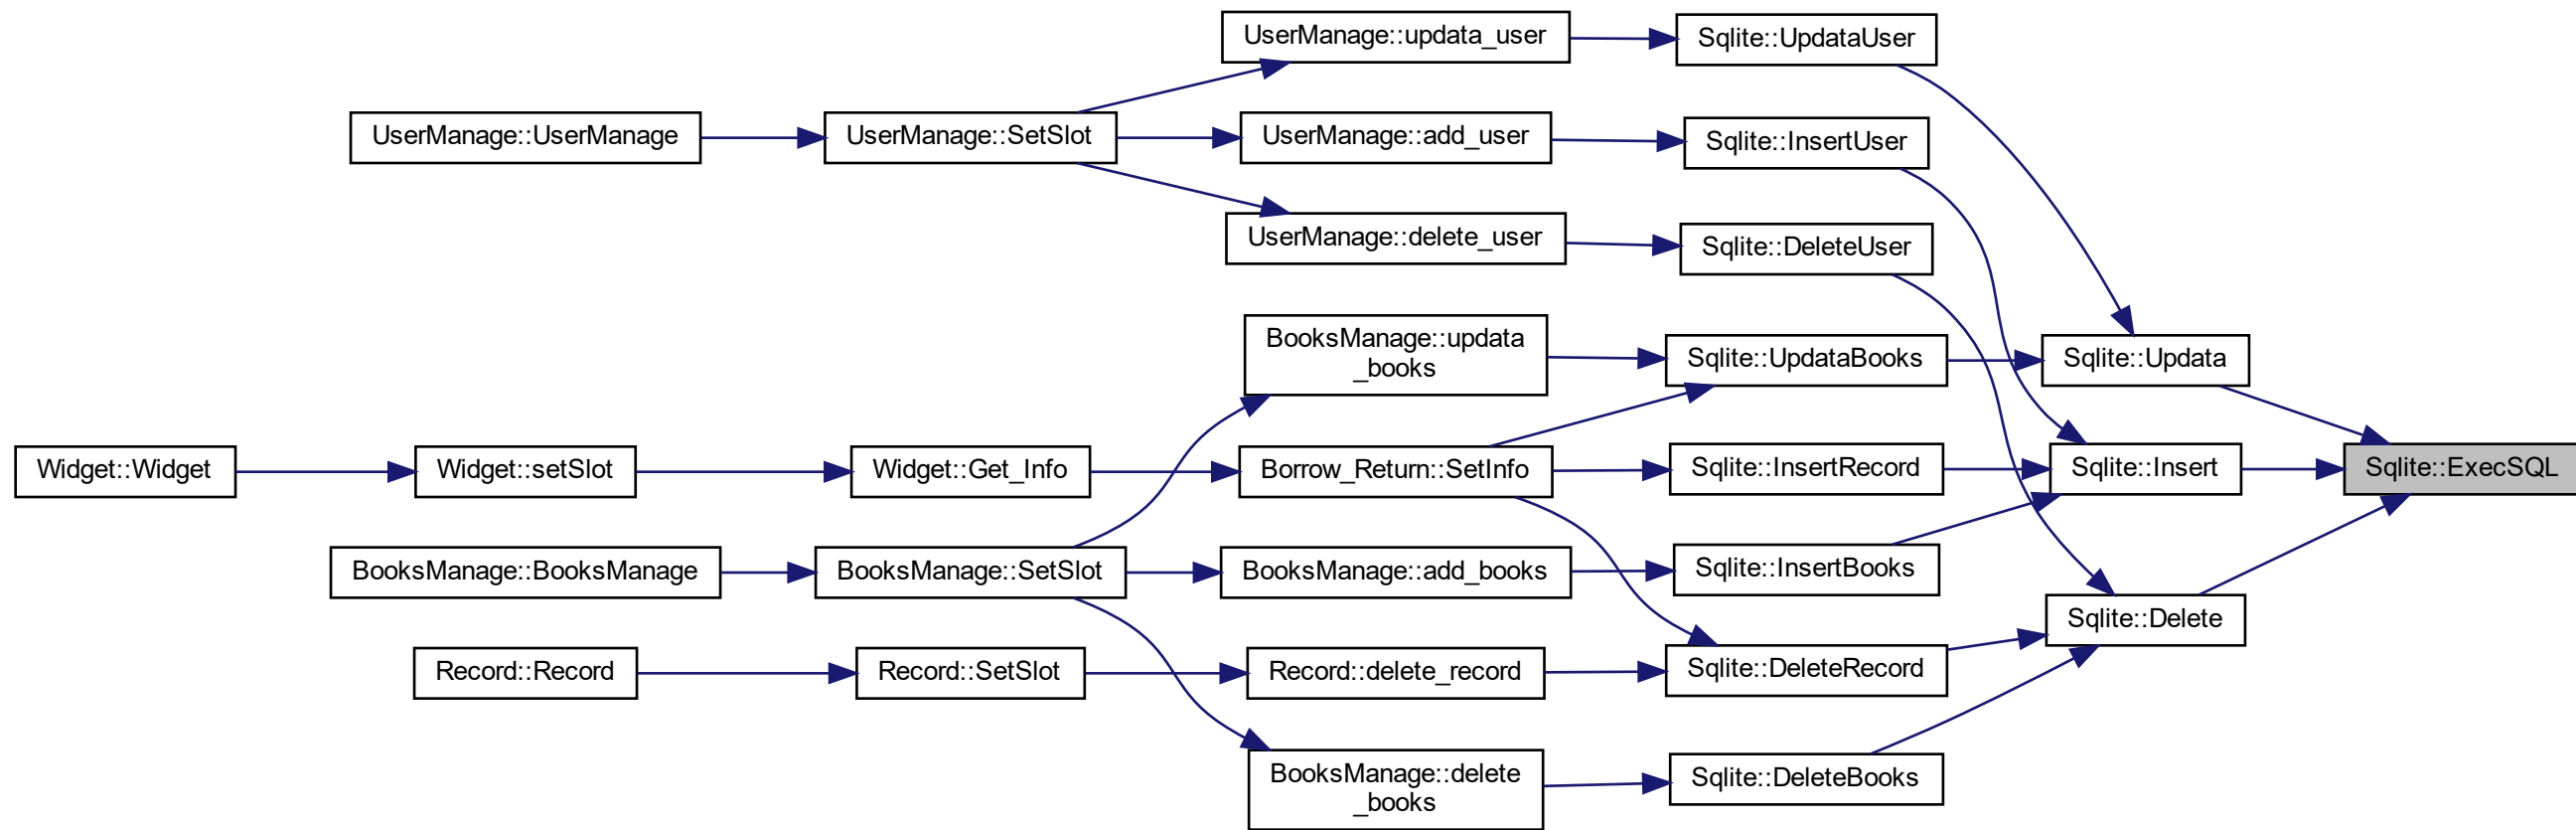 UserManage::updata_user
Sqlite::UpdataUser
UserManage::UserManage
UserManage::SetSlot
UserManage::add_user
Sqlite::InsertUser
UserManage::delete_user
Sqlite::DeleteUser
BooksManage::updata
_books
Sqlite::UpdataBooks
Sqlite::Updata
Widget::Widget
Widget::setSlot
Widget::Get_Info
Borrow_Return::SetInfo
Sqlite::InsertRecord
Sqlite::Insert
Sqlite::ExecSQL
BooksManage::BooksManage
BooksManage::SetSlot
BooksManage::add_books
Sqlite::InsertBooks
Sqlite::Delete
Record::Record
Record::SetSlot
Record::delete_record
Sqlite::DeleteRecord
BooksManage::delete
_books
Sqlite::DeleteBooks